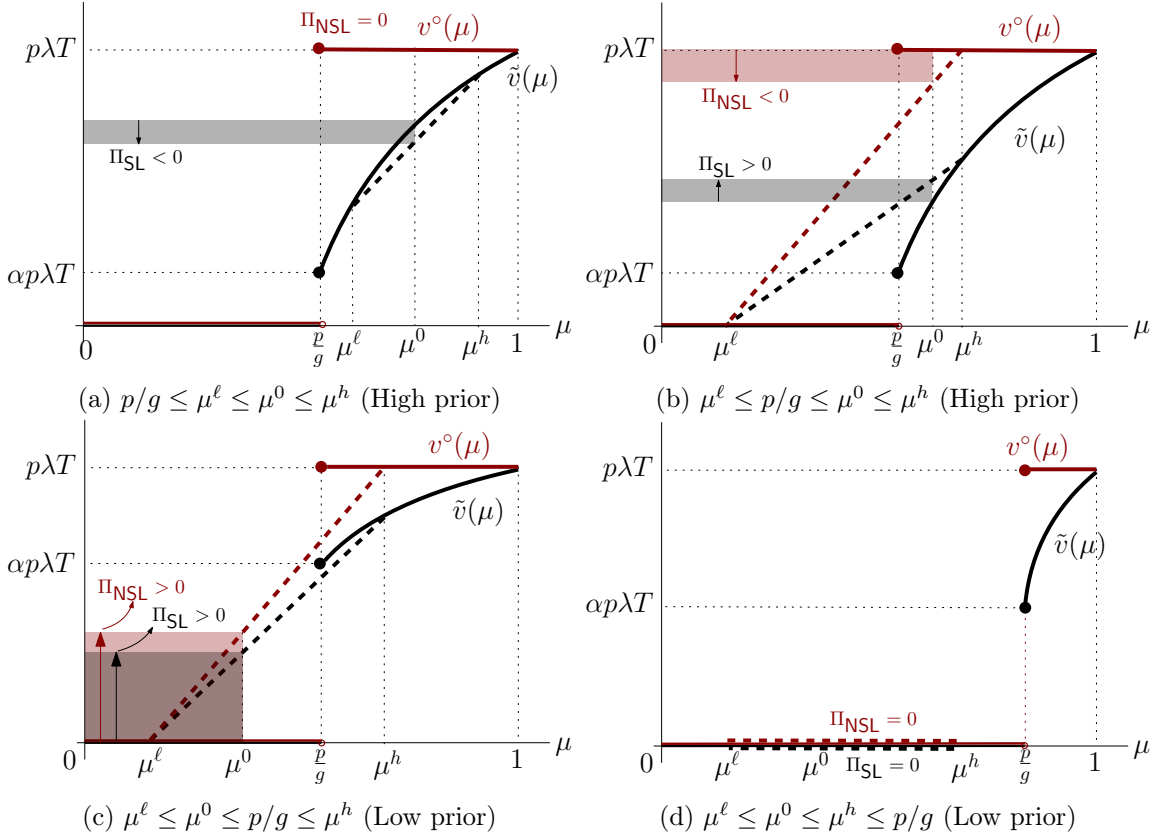 Π_NSL = 0
v°(μ)
pλT
ṽ(μ)
Π_SL < 0
αpλT
0
p/g
μ^ℓ
μ^0
μ^h
1
μ
(a) p/g ≤ μ^ℓ ≤ μ^0 ≤ μ^h (High prior)
v°(μ)
pλT
Π_NSL < 0
Π_SL > 0
ṽ(μ)
αpλT
0
μ^ℓ
p/g
μ^0
μ^h
1
μ
(b) μ^ℓ ≤ p/g ≤ μ^0 ≤ μ^h (High prior)
v°(μ)
pλT
ṽ(μ)
αpλT
Π_NSL > 0
Π_SL > 0
0
μ^ℓ
μ^0
p/g
μ^h
1
μ
(c) μ^ℓ ≤ μ^0 ≤ p/g ≤ μ^h (Low prior)
v°(μ)
pλT
ṽ(μ)
αpλT
Π_NSL = 0
0
μ^ℓ
μ^0
Π_SL = 0
μ^h
p/g
1
μ
(d) μ^ℓ ≤ μ^0 ≤ μ^h ≤ p/g (Low prior)